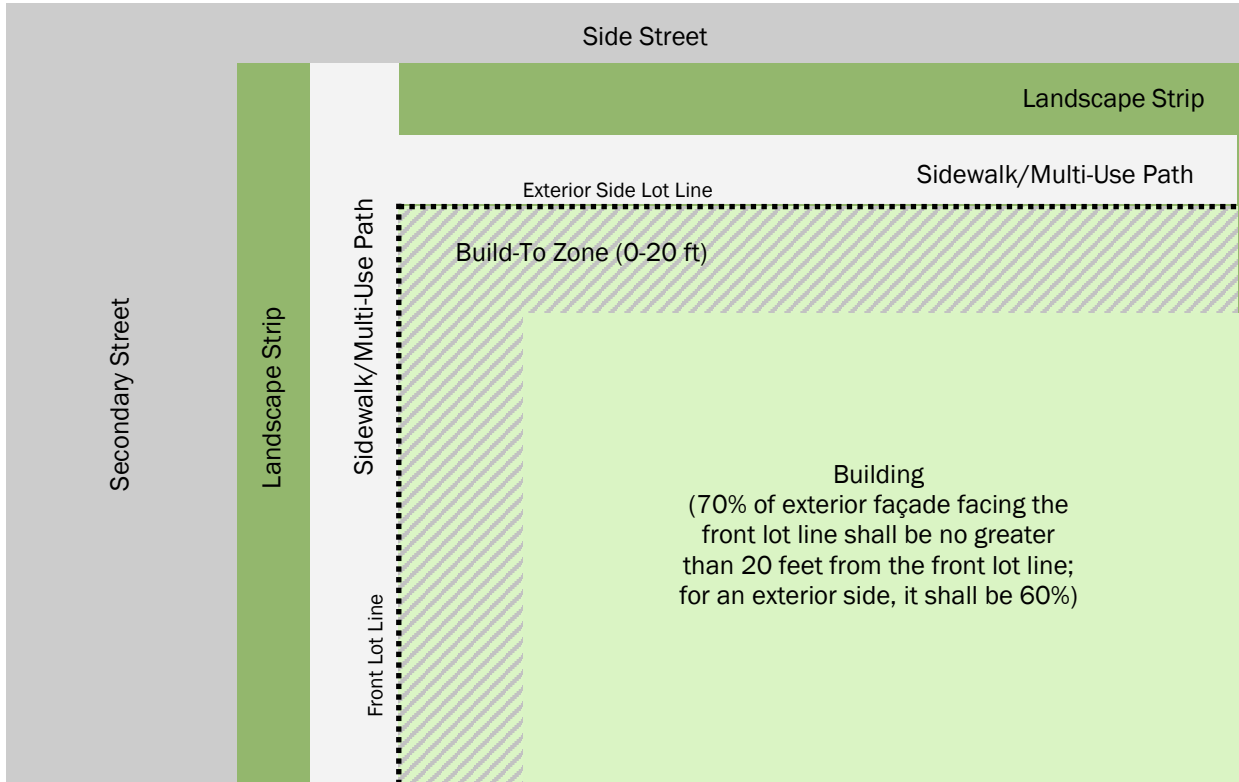 Side Street
Landscape Strip
Sidewalk/Multi-Use Path
Exterior Side Lot Line
Build-To Zone (0-20 ft)
Secondary Street
Landscape Strip
Sidewalk/Multi-Use Path
Front Lot Line
Building
(70% of exterior façade facing the
front lot line shall be no greater
than 20 feet from the front lot line;
for an exterior side, it shall be 60%)